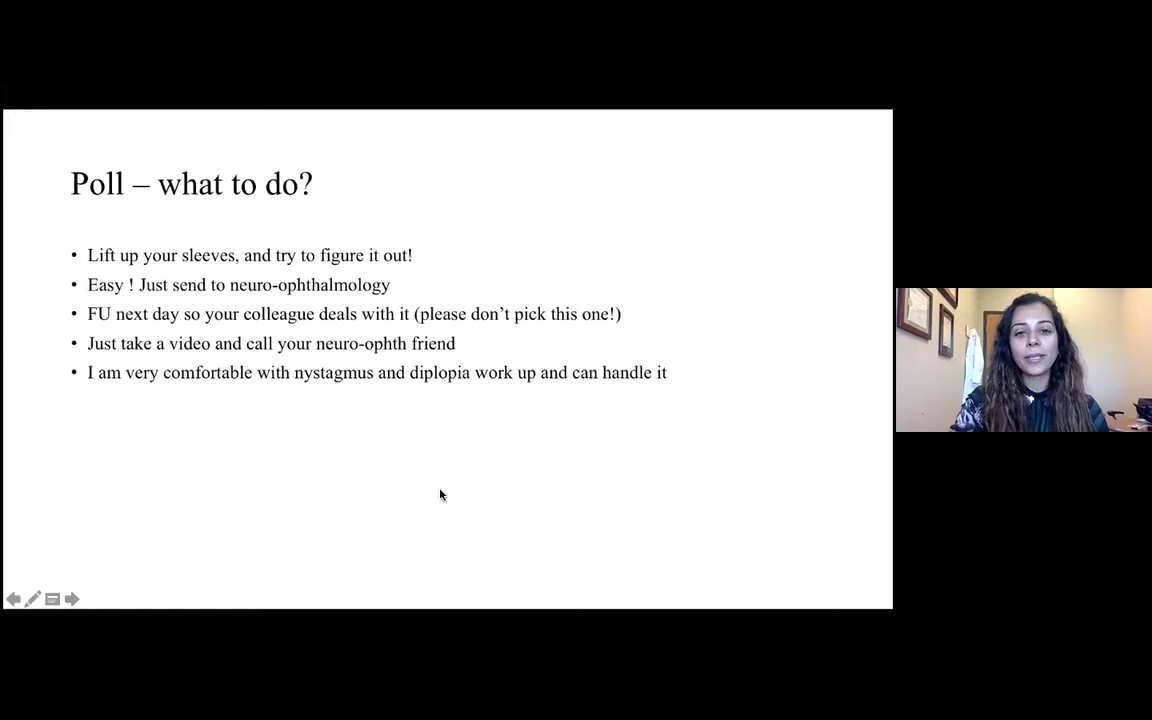 Poll – what to do?
• Lift up your sleeves, and try to figure it out!
• Easy ! Just send to neuro-ophthalmology
• FU next day so your colleague deals with it (please don’t pick this one!)
• Just take a video and call your neuro-ophth friend
• I am very comfortable with nystagmus and diplopia work up and can handle it